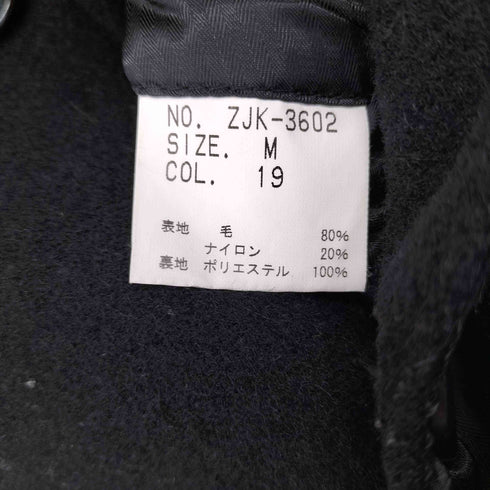 NO. ZJK-3602
SIZE. M
COL. 19
表地 毛 80%
ナイロン 20%
裏地 ポリエステル 100%